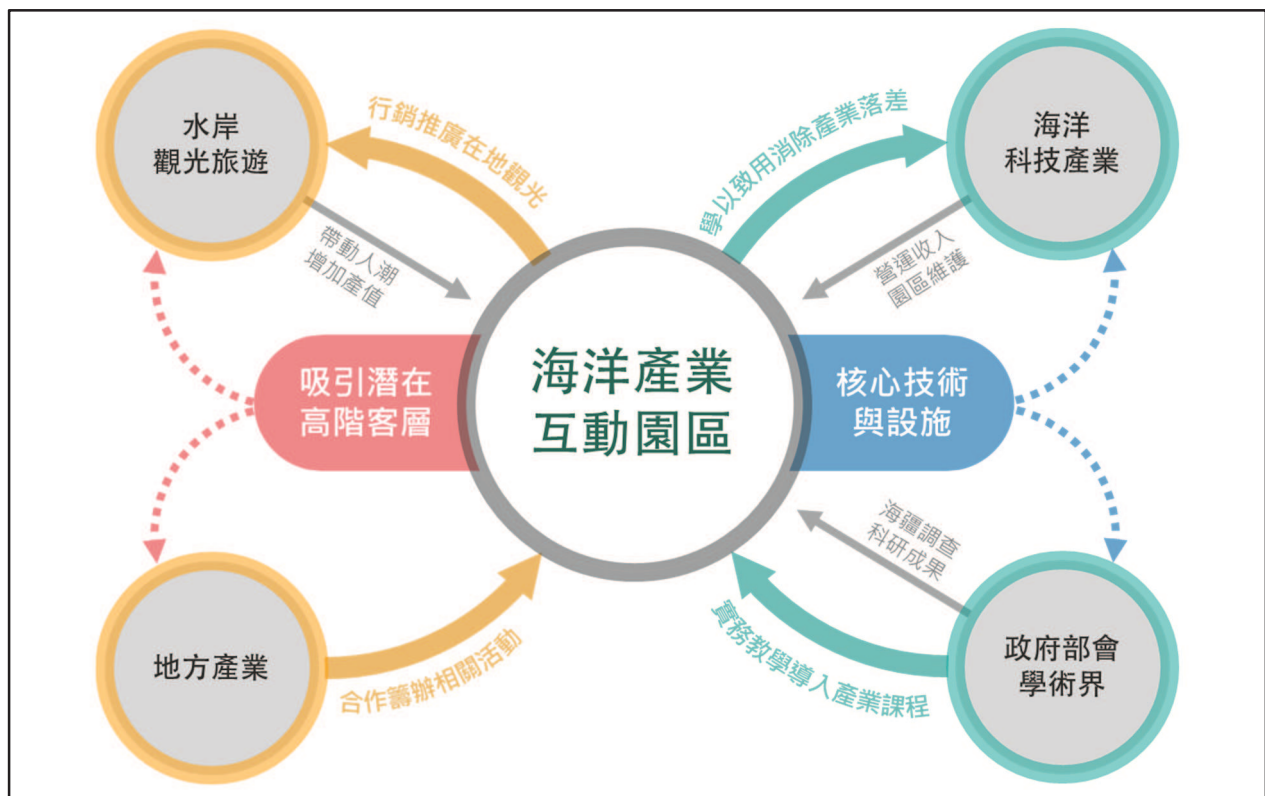 水岸
觀光旅遊
行銷推廣在地觀光
學以致用消除產業落差
海洋
科技產業
帶動人潮
增加產值
營運收入
園區維護
吸引潛在
高階客層
海洋產業
互動園區
核心技術
與設施
海疆調查
科研成果
地方產業
合作籌辦相關活動
實務教學導入產業課程
政府部會
學術界